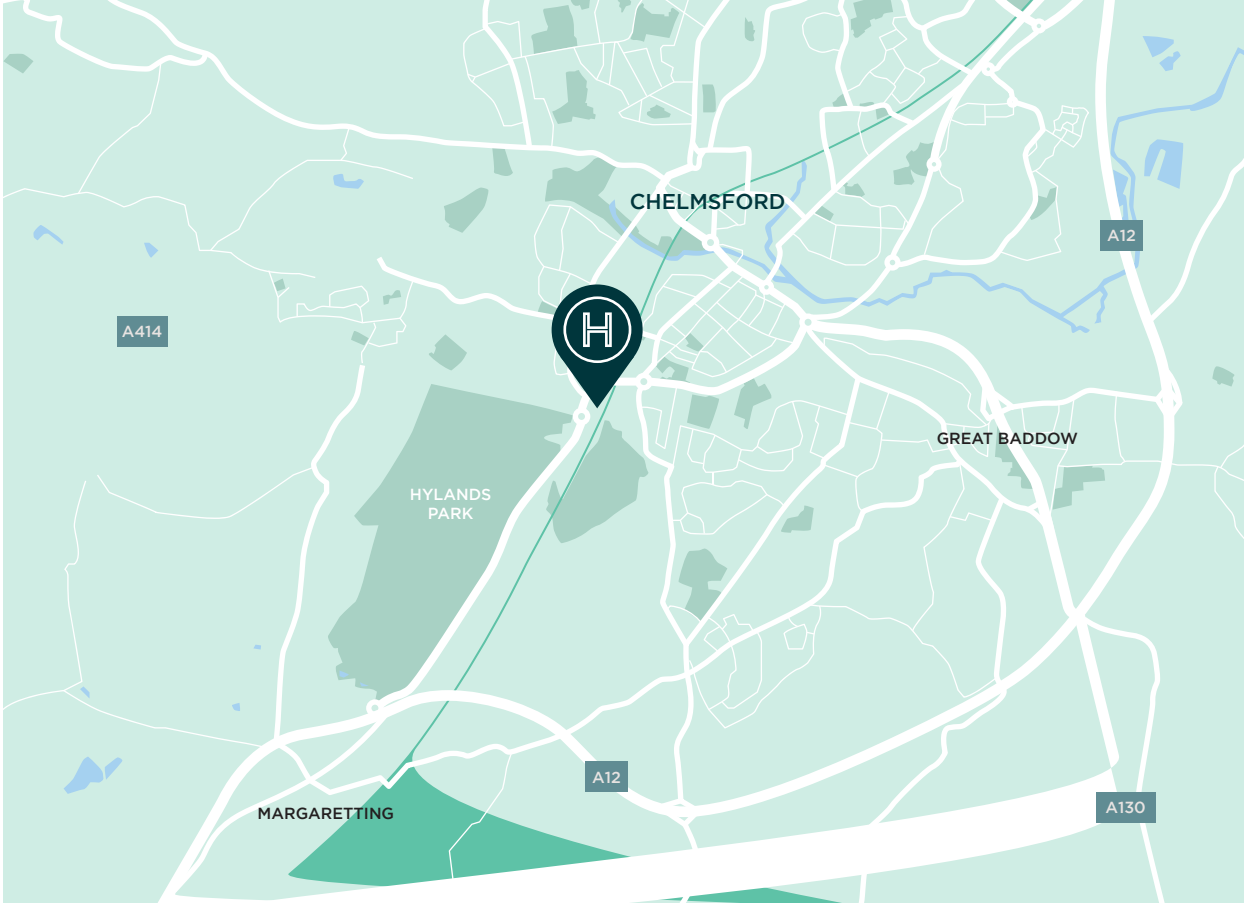 CHELMSFORD
A12
H
A414
GREAT BADDOW
HYLANDS
PARK
A12
A130
MARGARETTING